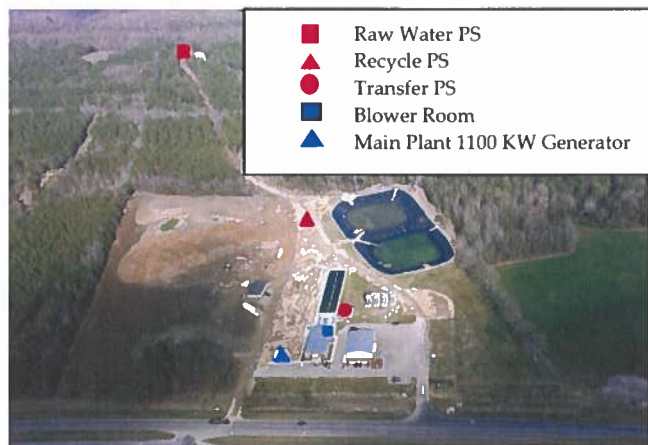 Raw Water PS
Recycle PS
Transfer PS
Blower Room
Main Plant 1100 KW Generator